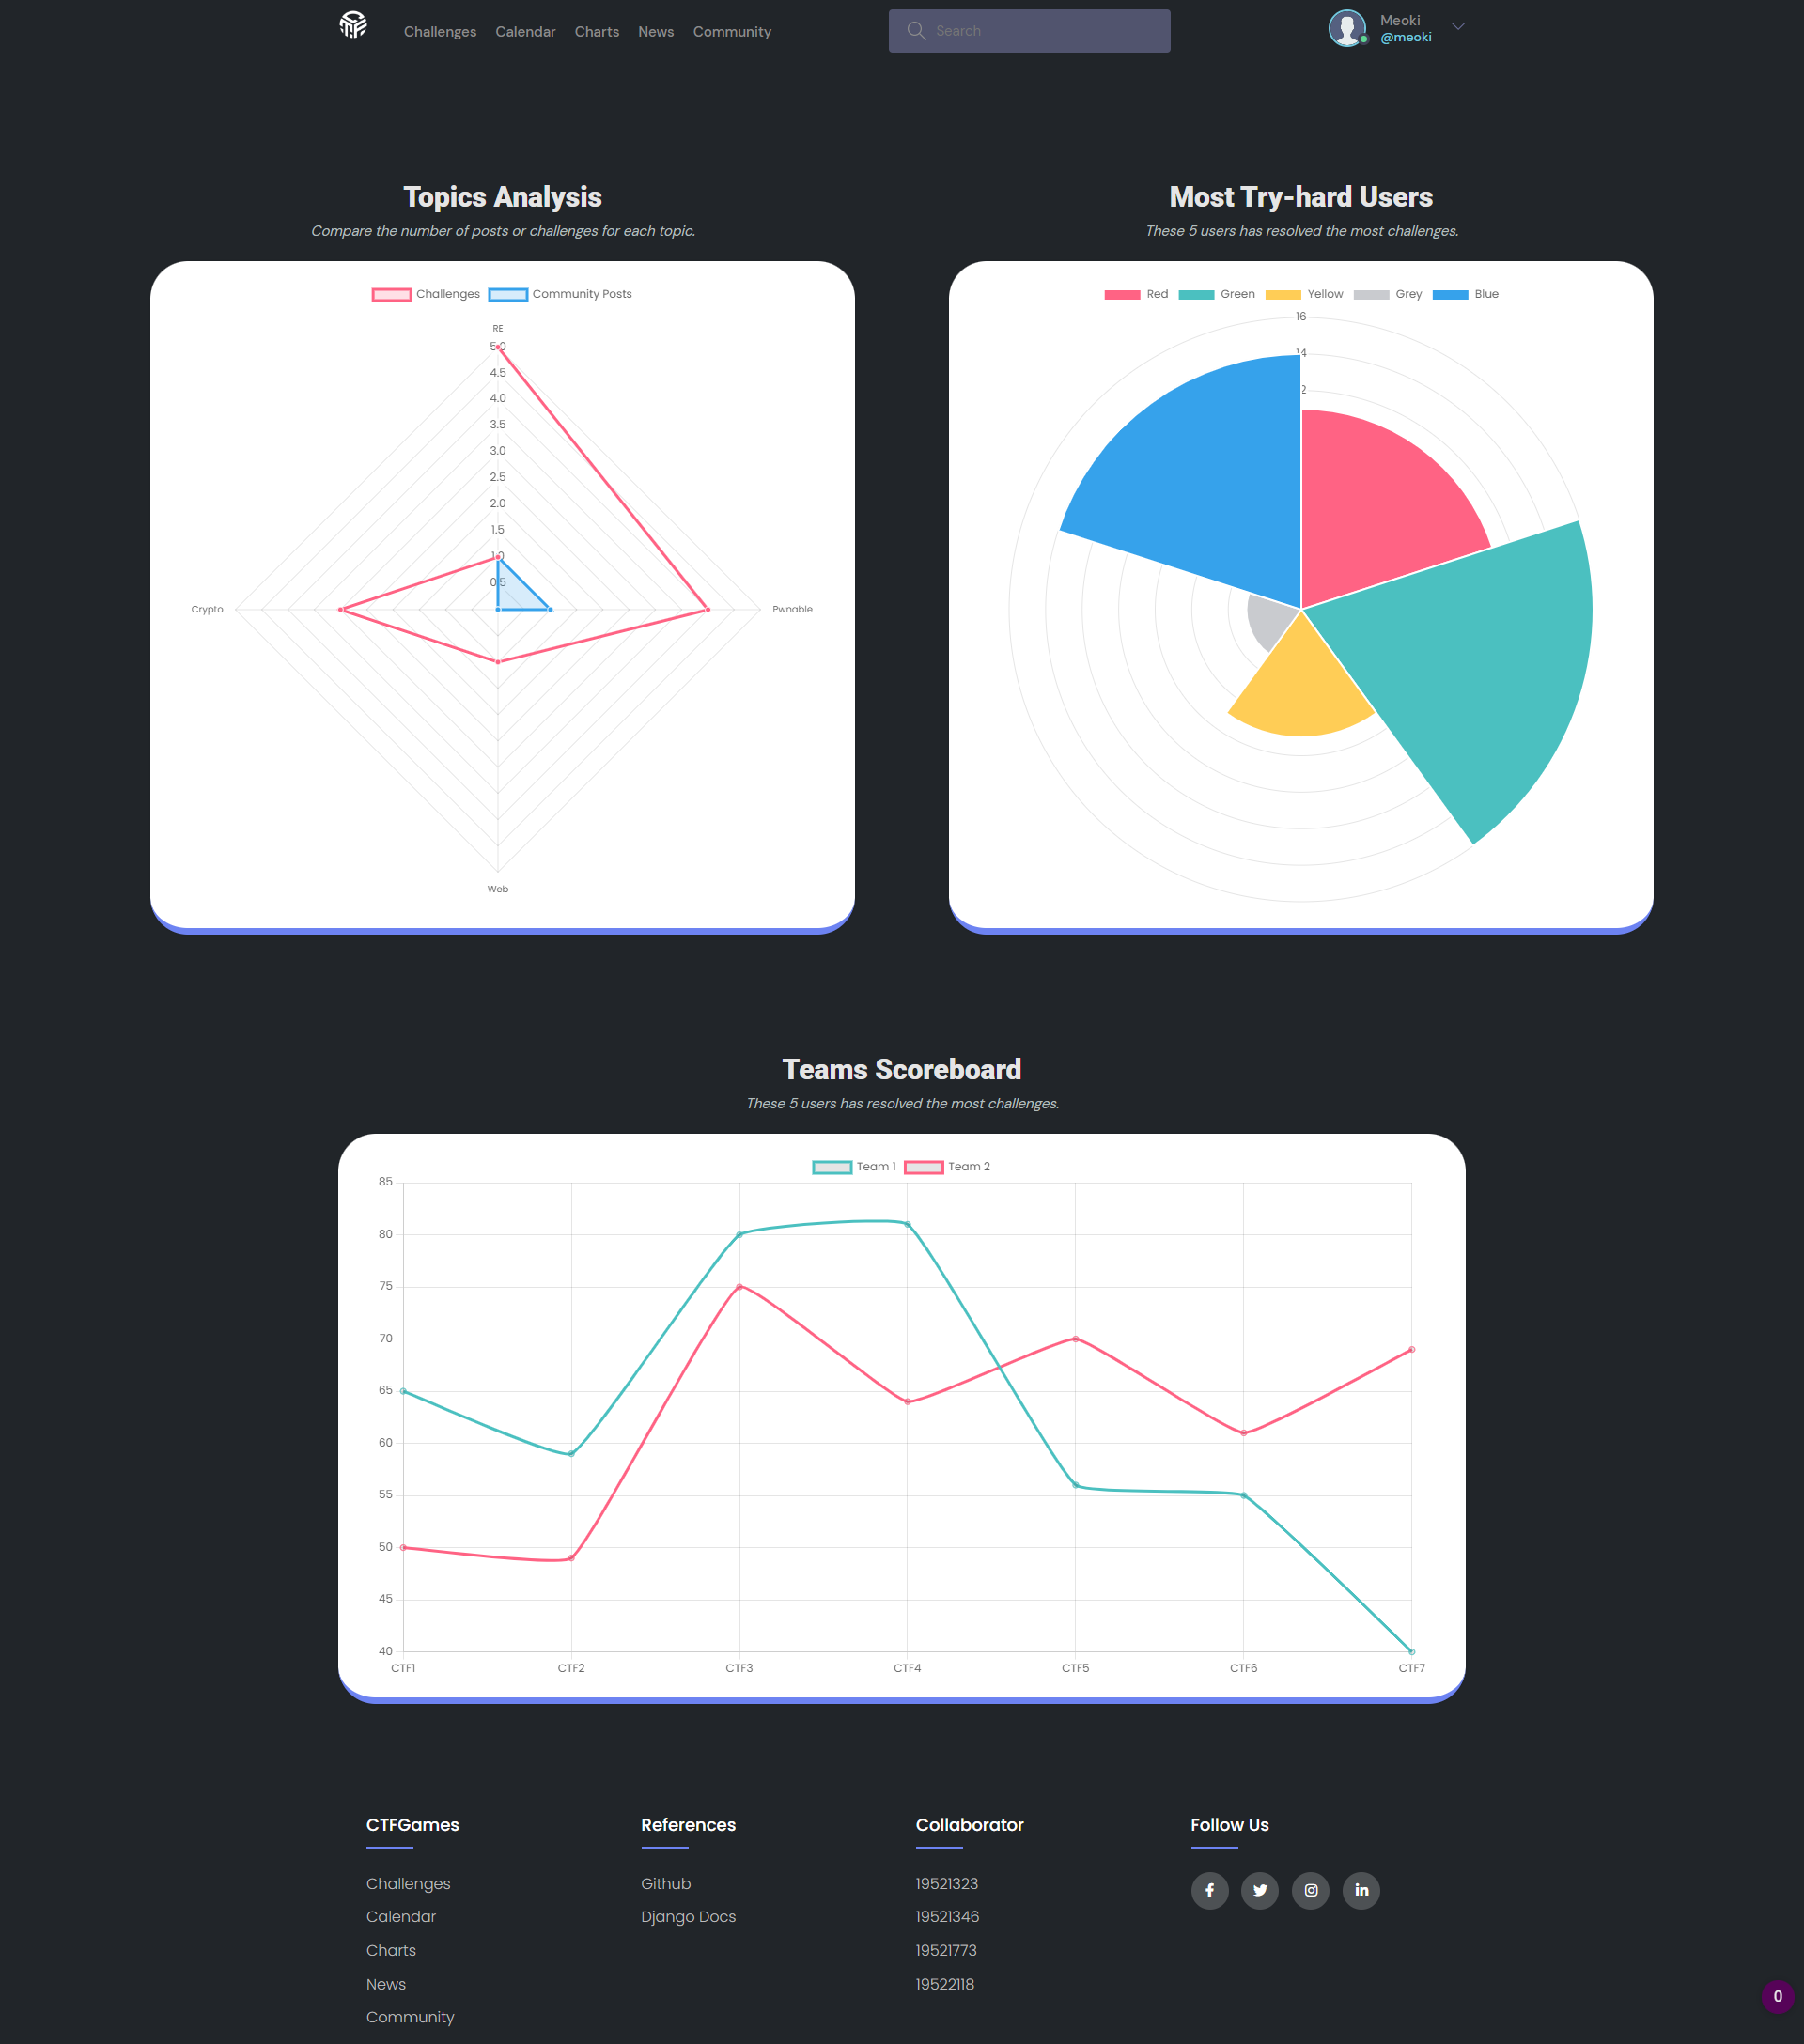 Challenges Calendar Charts News Community
Search
Meoki
@meoki
Topics Analysis
Compare the number of posts or challenges for each topic.
Challenges Community Posts
RE
5.0
4.5
4.0
3.5
3.0
2.5
2.0
1.5
1.0
0.5
Crypto
Pwnable
Web
Most Try-hard Users
These 5 users has resolved the most challenges.
Red Green Yellow Grey Blue
16
14
2
Teams Scoreboard
These 5 users has resolved the most challenges.
Team 1 Team 2
85
80
75
70
65
60
55
50
45
40
CTF1 CTF2 CTF3 CTF4 CTF5 CTF6 CTF7
CTFGames
Challenges
Calendar
Charts
News
Community
References
Github
Django Docs
Collaborator
19521323
19521346
19521773
19522118
Follow Us
0